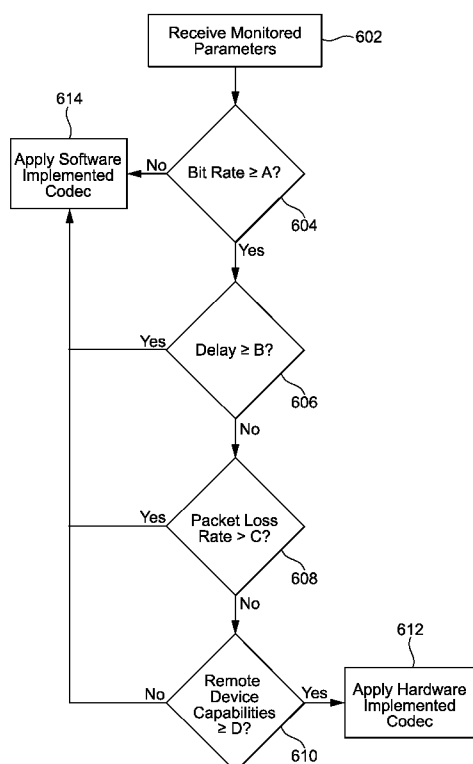 Receive Monitored
Parameters
602
614
Apply Software
Implemented
Codec
No
Bit Rate ≥ A?
604
Yes
Yes
Delay ≥ B?
606
No
Yes
Packet Loss
Rate > C?
608
No
612
No
Remote
Device
Capabilities
≥ D?
Yes
Apply Hardware
Implemented
Codec
610